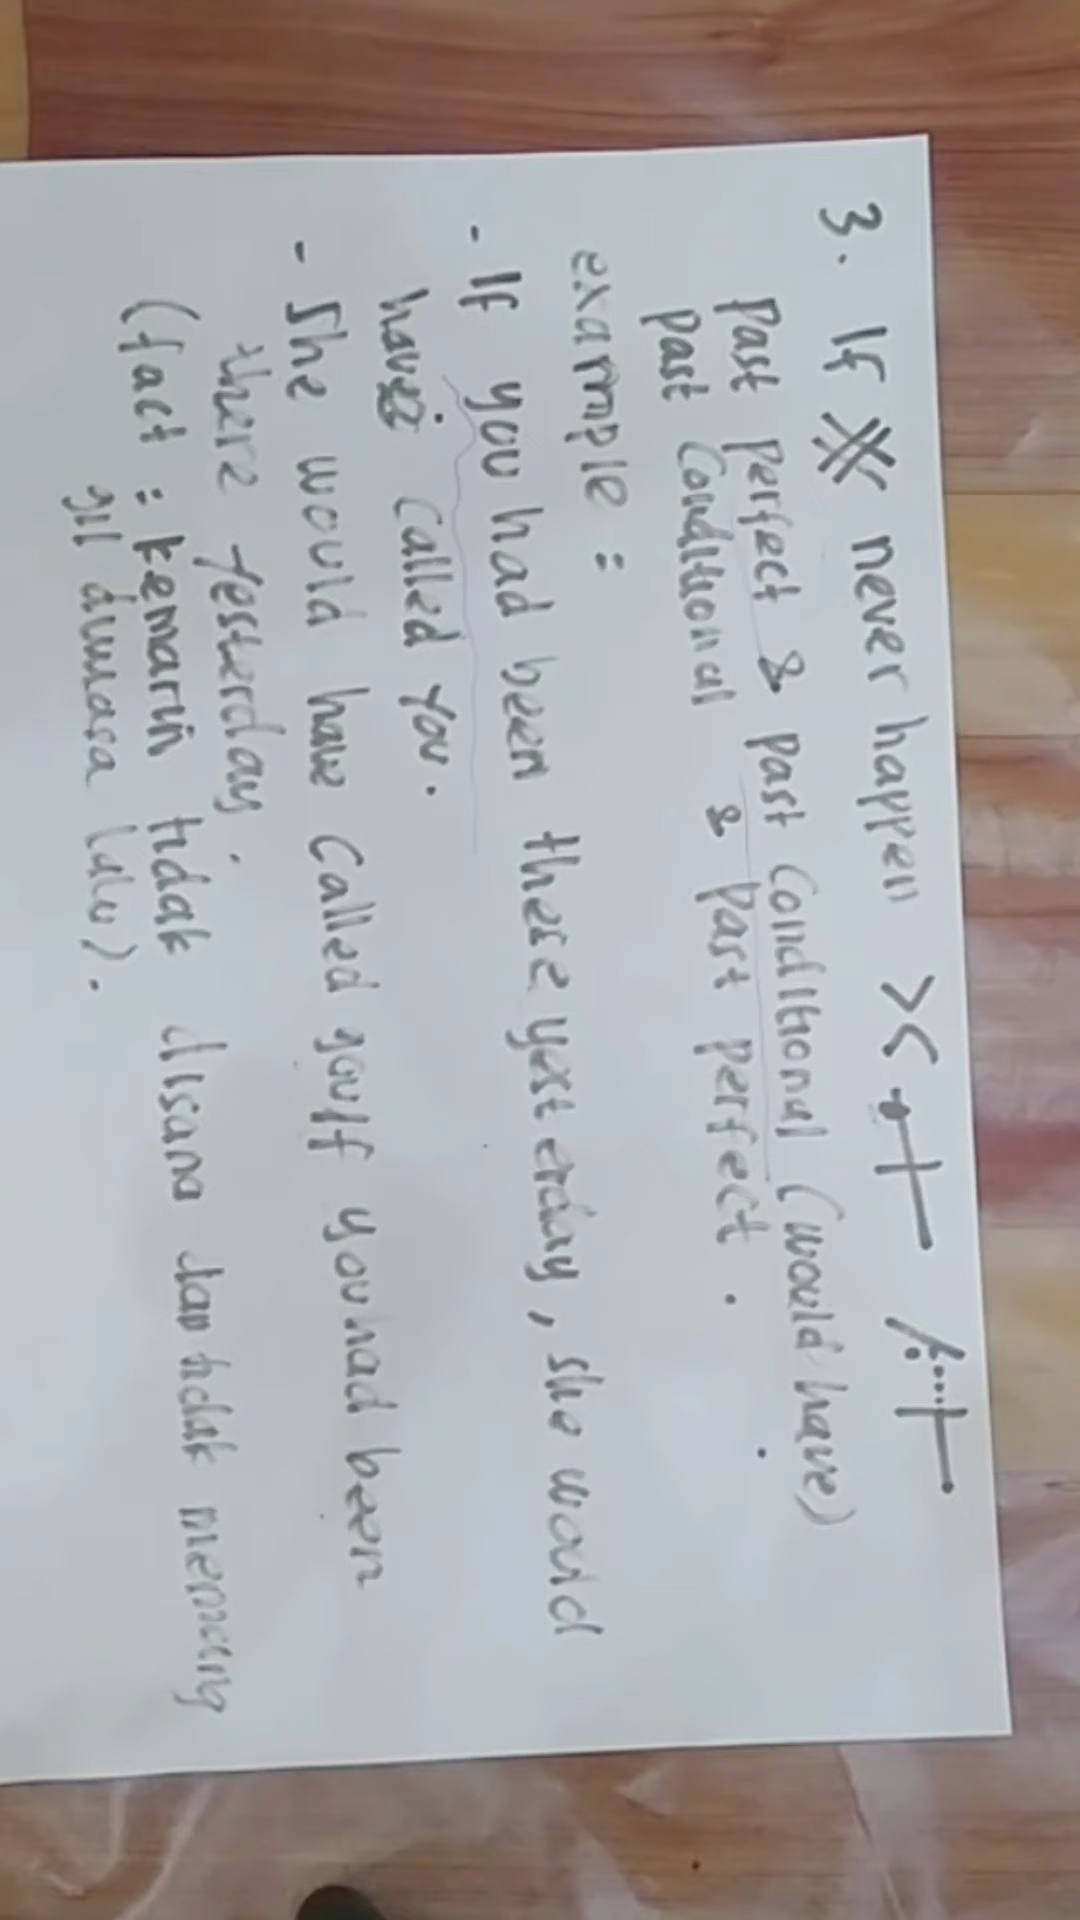 3. If never happen ><
Past perfect & past Conditional (would have)
past Conditional & past perfect.
example :
- If you had been there yesterday, she would
have called you.
- She would have called you If you had been
there yesterday.
(fact : kemarin tidak disana dan tidak
dimasa lalu).